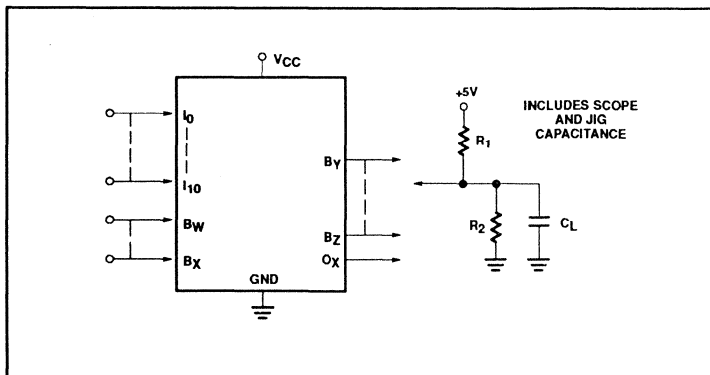 VCC
+5V
INCLUDES SCOPE
AND JIG
CAPACITANCE
I0
R1
BY
I10
BW
R2
CL
BZ
BX
OX
GND